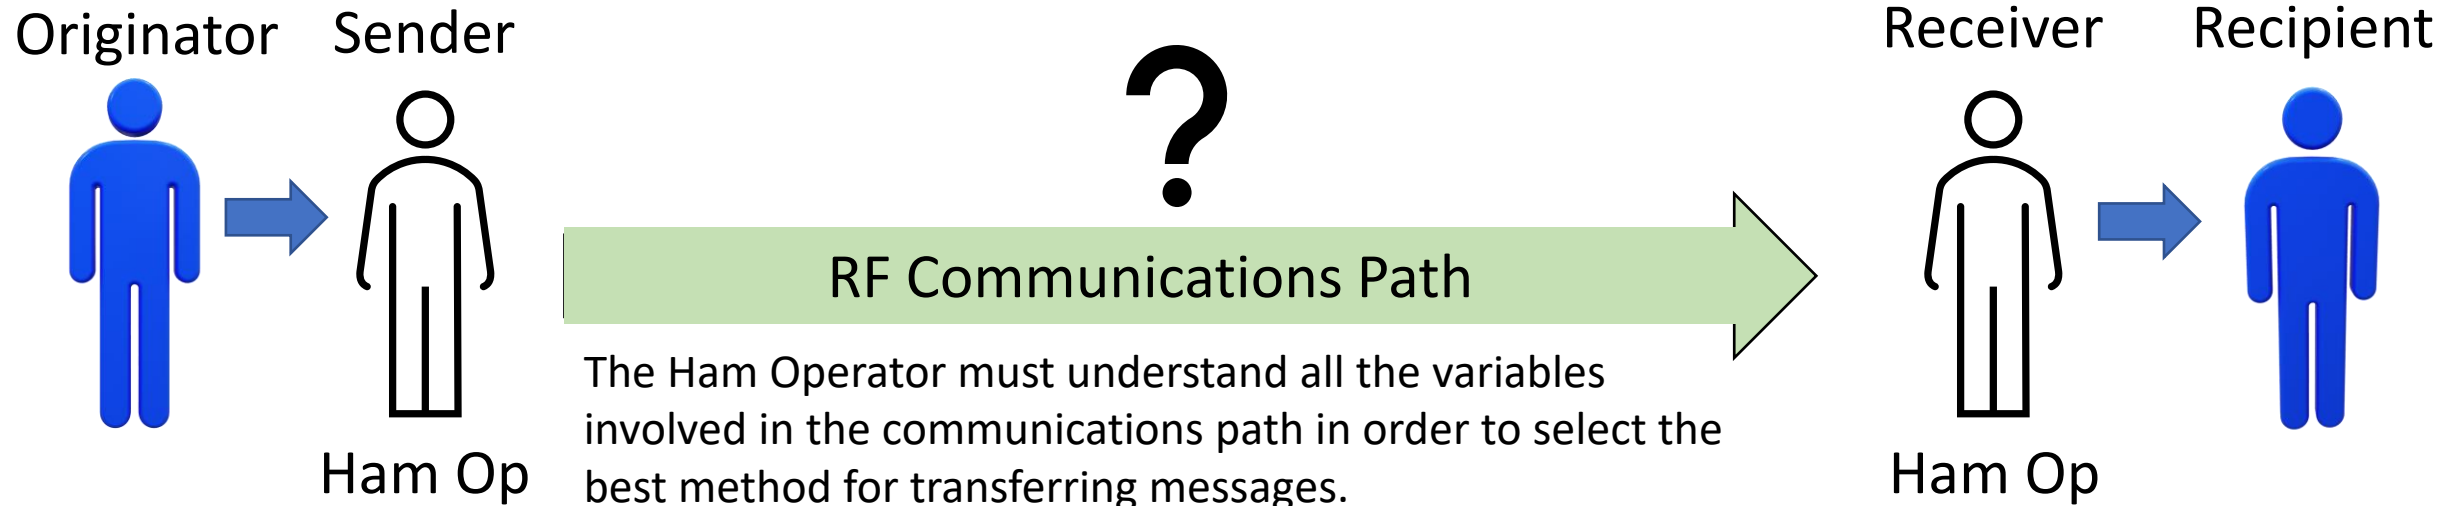 Originator
Sender
Receiver
Recipient
?
RF Communications Path
The Ham Operator must understand all the variables
involved in the communications path in order to select the
best method for transferring messages.
Ham Op
Ham Op